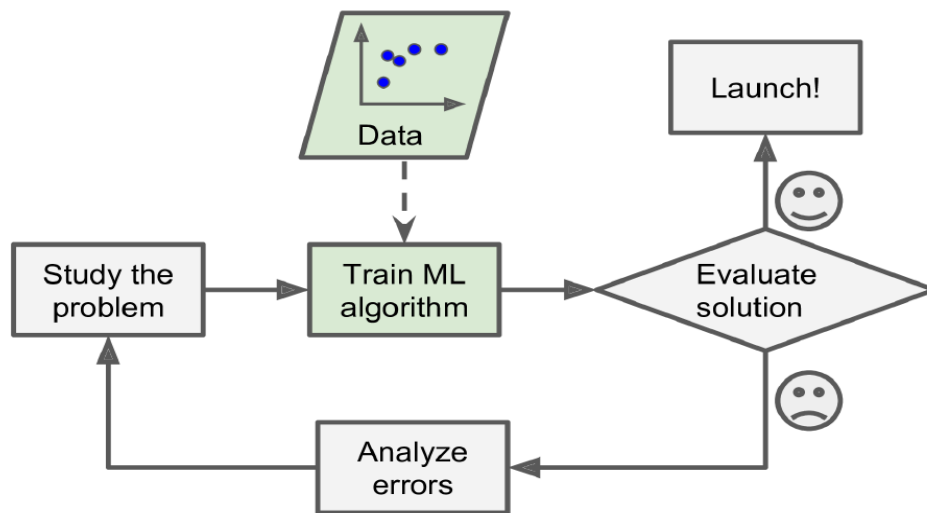 Data
Launch!
Study the
problem
Train ML
algorithm
Evaluate
solution
Analyze
errors